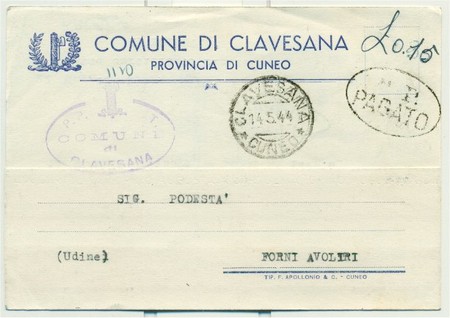 COMUNE DI CLAVESANA
PROVINCIA DI CUNEO
£ 0.15
1110
P. P.
PAGATO
CLAVESANA
14.5.44
CUNEO
COMUNE
di
CLAVESANA
SIG. PODESTA'
(Udine)
FORNI AVOLTRI
TIP. F. APOLLONIO & C. - CUNEO